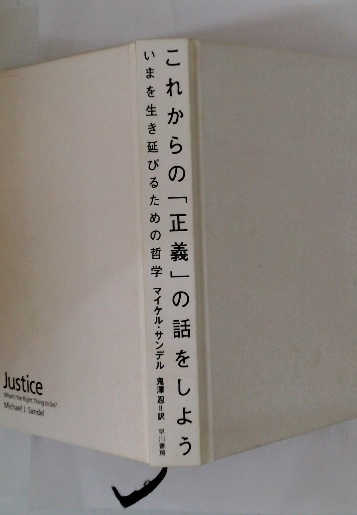 これからの「正義」の話をしよう
いまを生き延びるための哲学
マイケル・サンデル
鬼澤 忍=訳
早川書房
Justice
What's the Right Thing to Do?
Michael J. Sandel